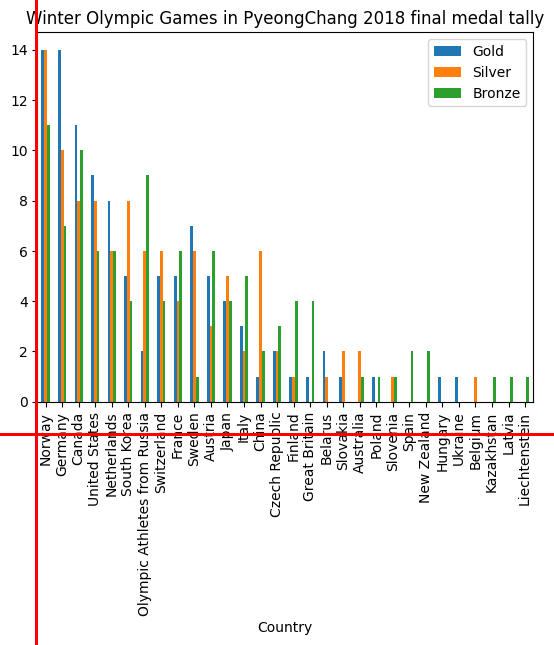 Winter Olympic Games in PyeongChang 2018 final medal tally
Gold
Silver
Bronze
14
12
10
8
6
4
2
0
Norway
Germany
Canada
United States
Netherlands
South Korea
Olympic Athletes from Russia
Switzerland
France
Sweden
Austria
Japan
Italy
China
Czech Republic
Finland
Great Britain
Belarus
Slovakia
Australia
Poland
Slovenia
Spain
New Zealand
Hungary
Ukraine
Belgium
Kazakhstan
Latvia
Liechtenstein
Country